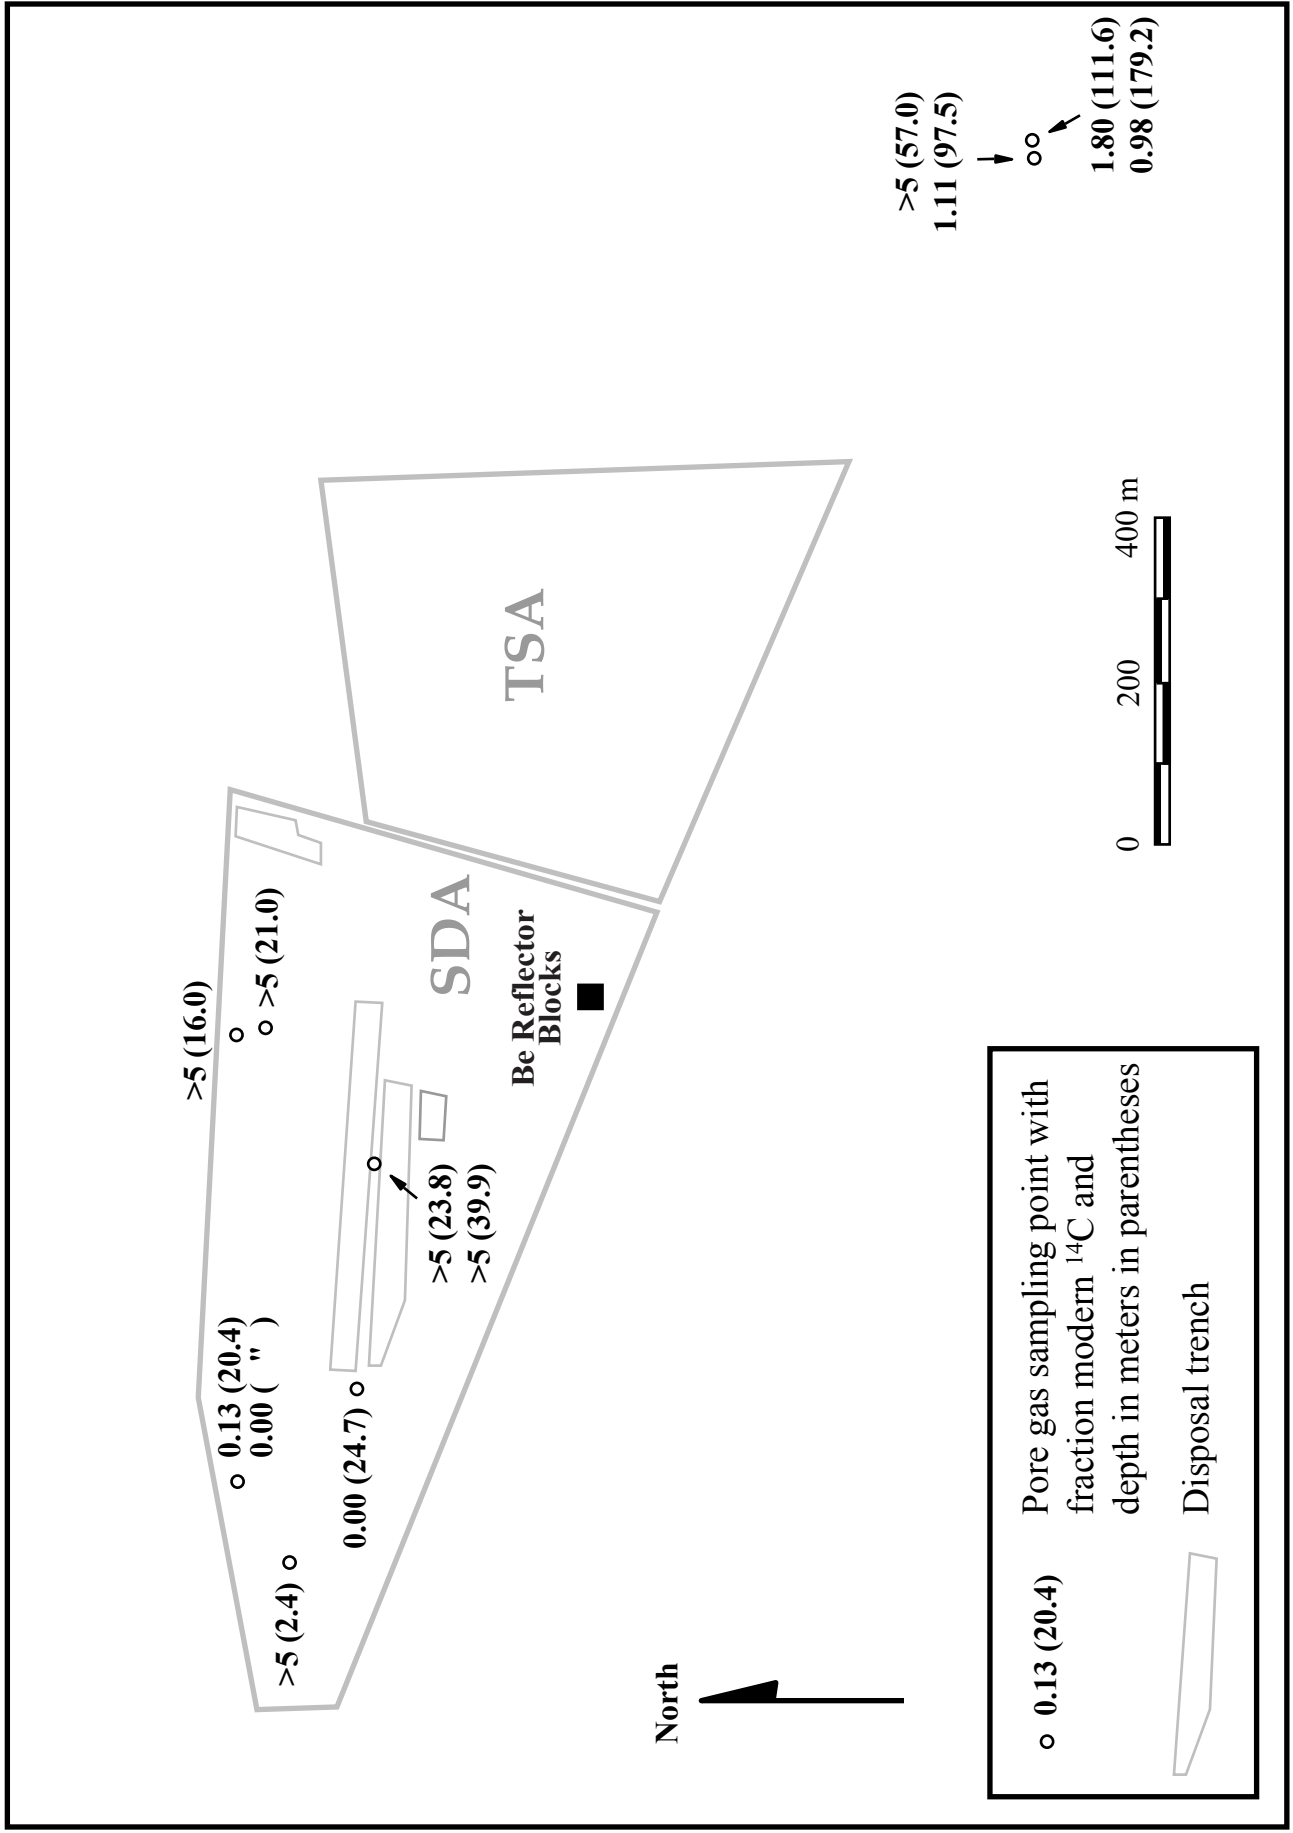 >5 (16.0)
>5 (21.0)
0.13 (20.4)
0.00 ( " )
>5 (2.4)
0.00 (24.7)
>5 (23.8)
>5 (39.9)
SDA
TSA
Be Reflector
Blocks
>5 (57.0)
1.11 (97.5)
1.80 (111.6)
0.98 (179.2)
North
0 200 400 m
0.13 (20.4)
Pore gas sampling point with
fraction modern ¹⁴C and
depth in meters in parentheses
Disposal trench